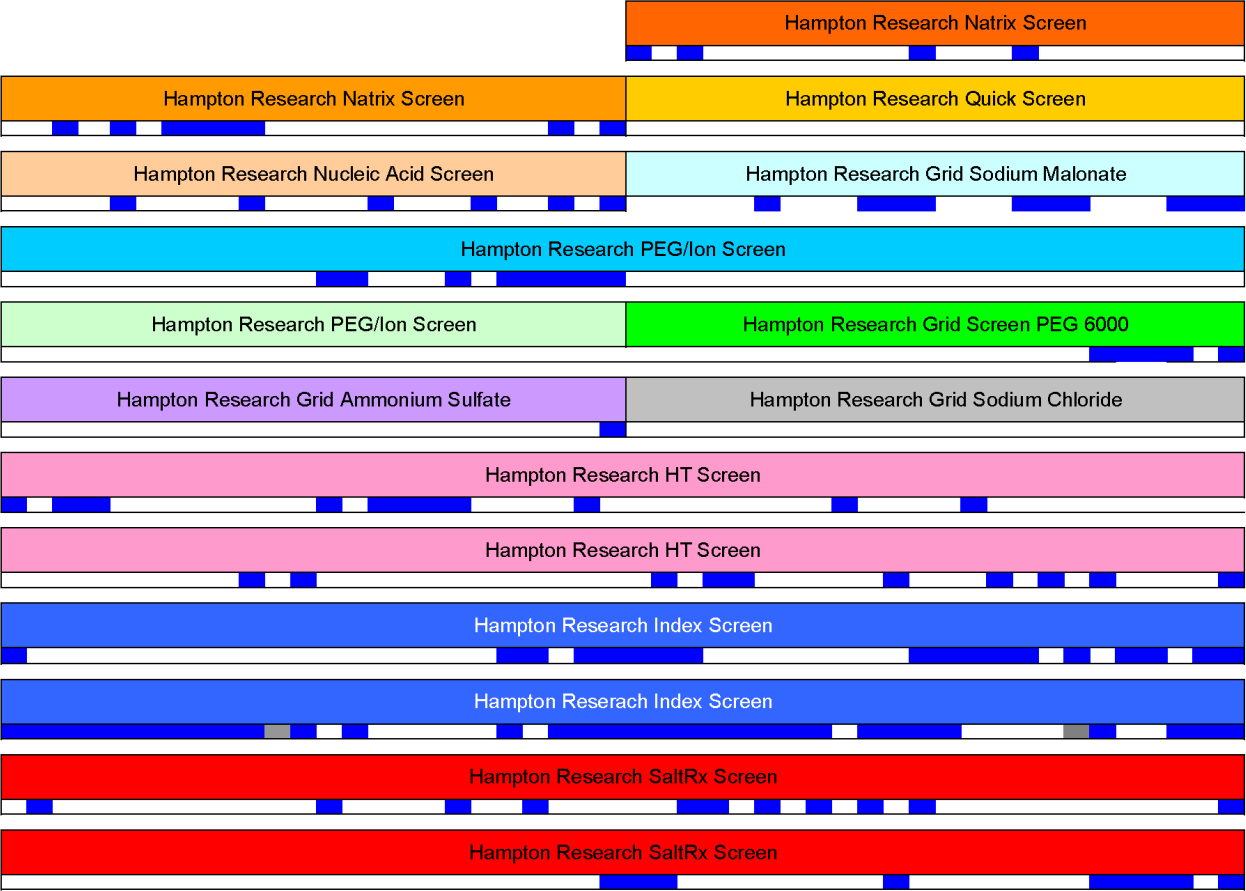 Hampton Research Natrix Screen
Hampton Research Natrix Screen
Hampton Research Quick Screen
Hampton Research Nucleic Acid Screen
Hampton Research Grid Sodium Malonate
Hampton Research PEG/Ion Screen
Hampton Research PEG/Ion Screen
Hampton Research Grid Screen PEG 6000
Hampton Research Grid Ammonium Sulfate
Hampton Research Grid Sodium Chloride
Hampton Research HT Screen
Hampton Research HT Screen
Hampton Research Index Screen
Hampton Reserach Index Screen
Hampton Research SaltRx Screen
Hampton Research SaltRx Screen